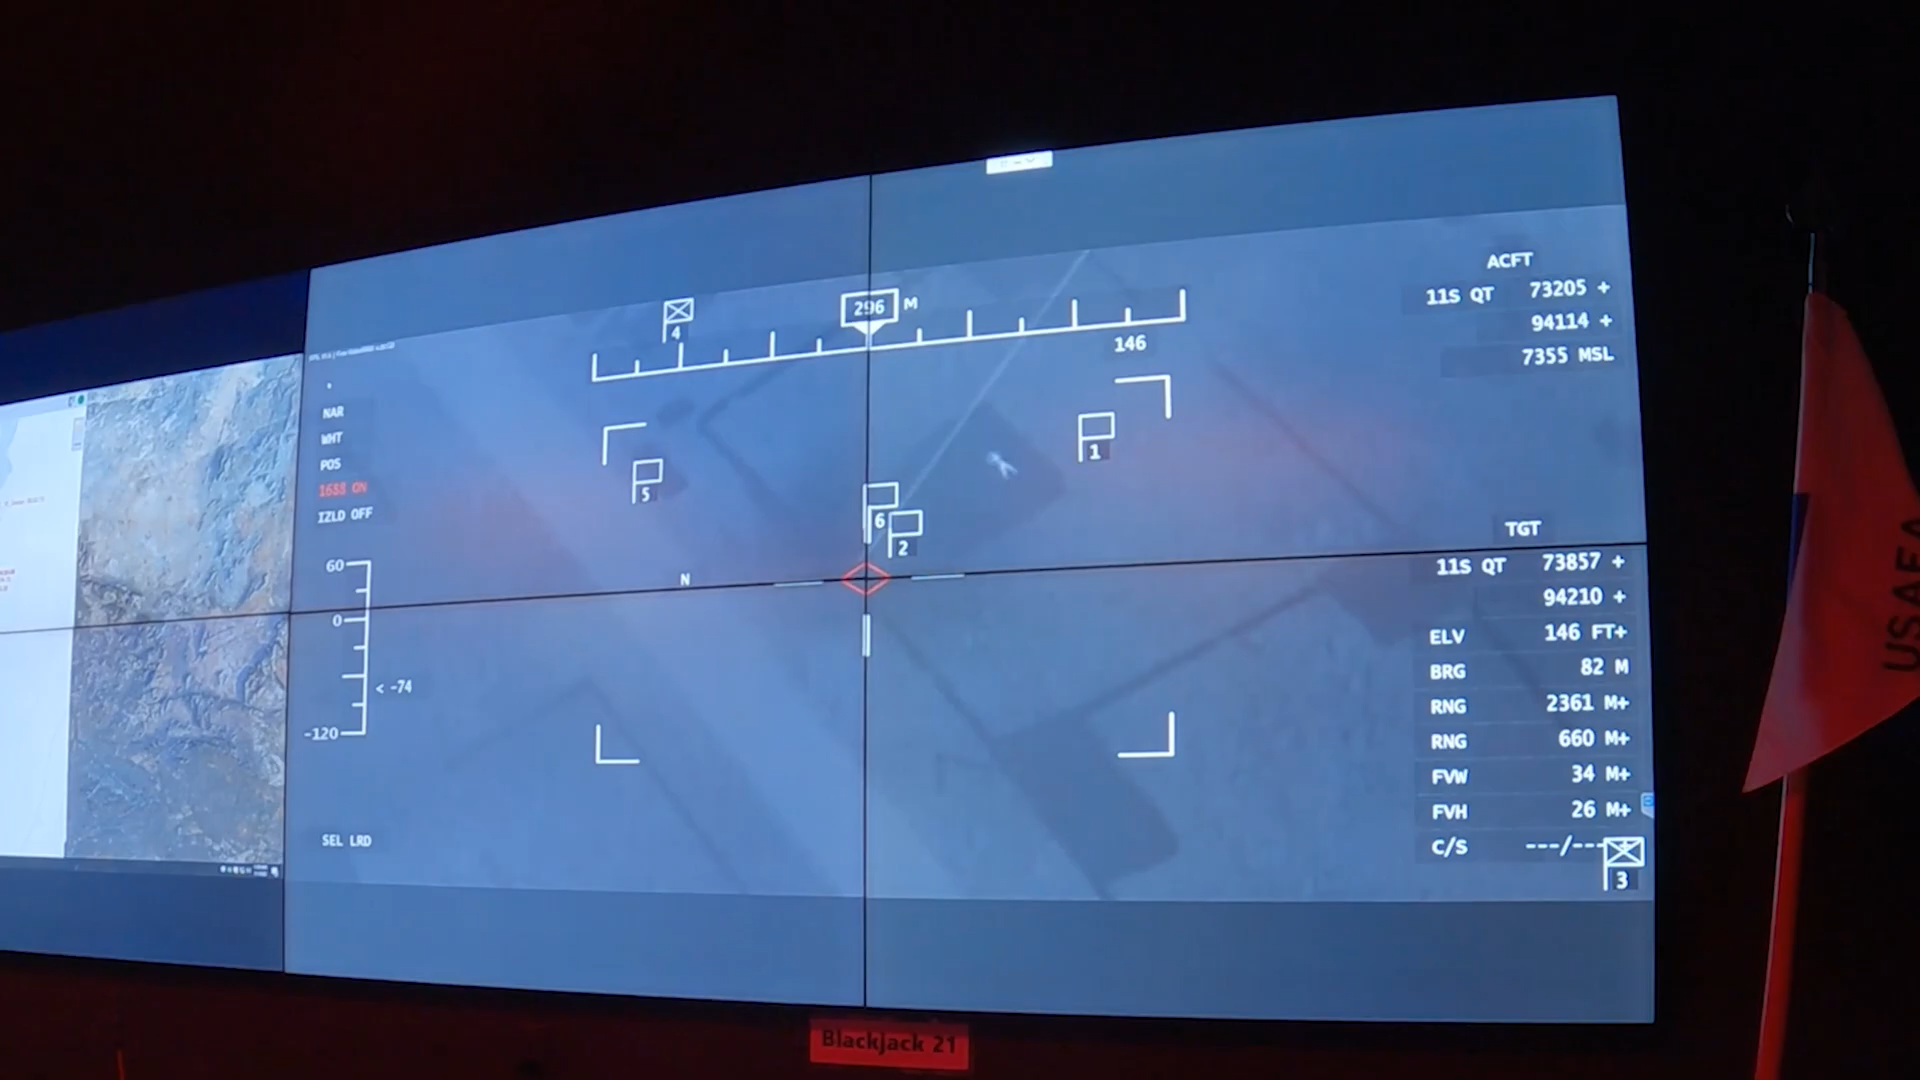 ACFT
11S QT 73205 +
94114 +
7355 MSL
296 M
4
146
NAR
WHT
POS
1688 ON
IZLD OFF
1
5
6
2
N
60
0
< -74
-120
SEL LRD
TGT
11S QT 73857 +
94210 +
ELV 146 FT+
BRG 82 M
RNG 2361 M+
RNG 660 M+
FVW 34 M+
FVH 26 M+
C/S ---/---
3
Blackjack 21
USAFA